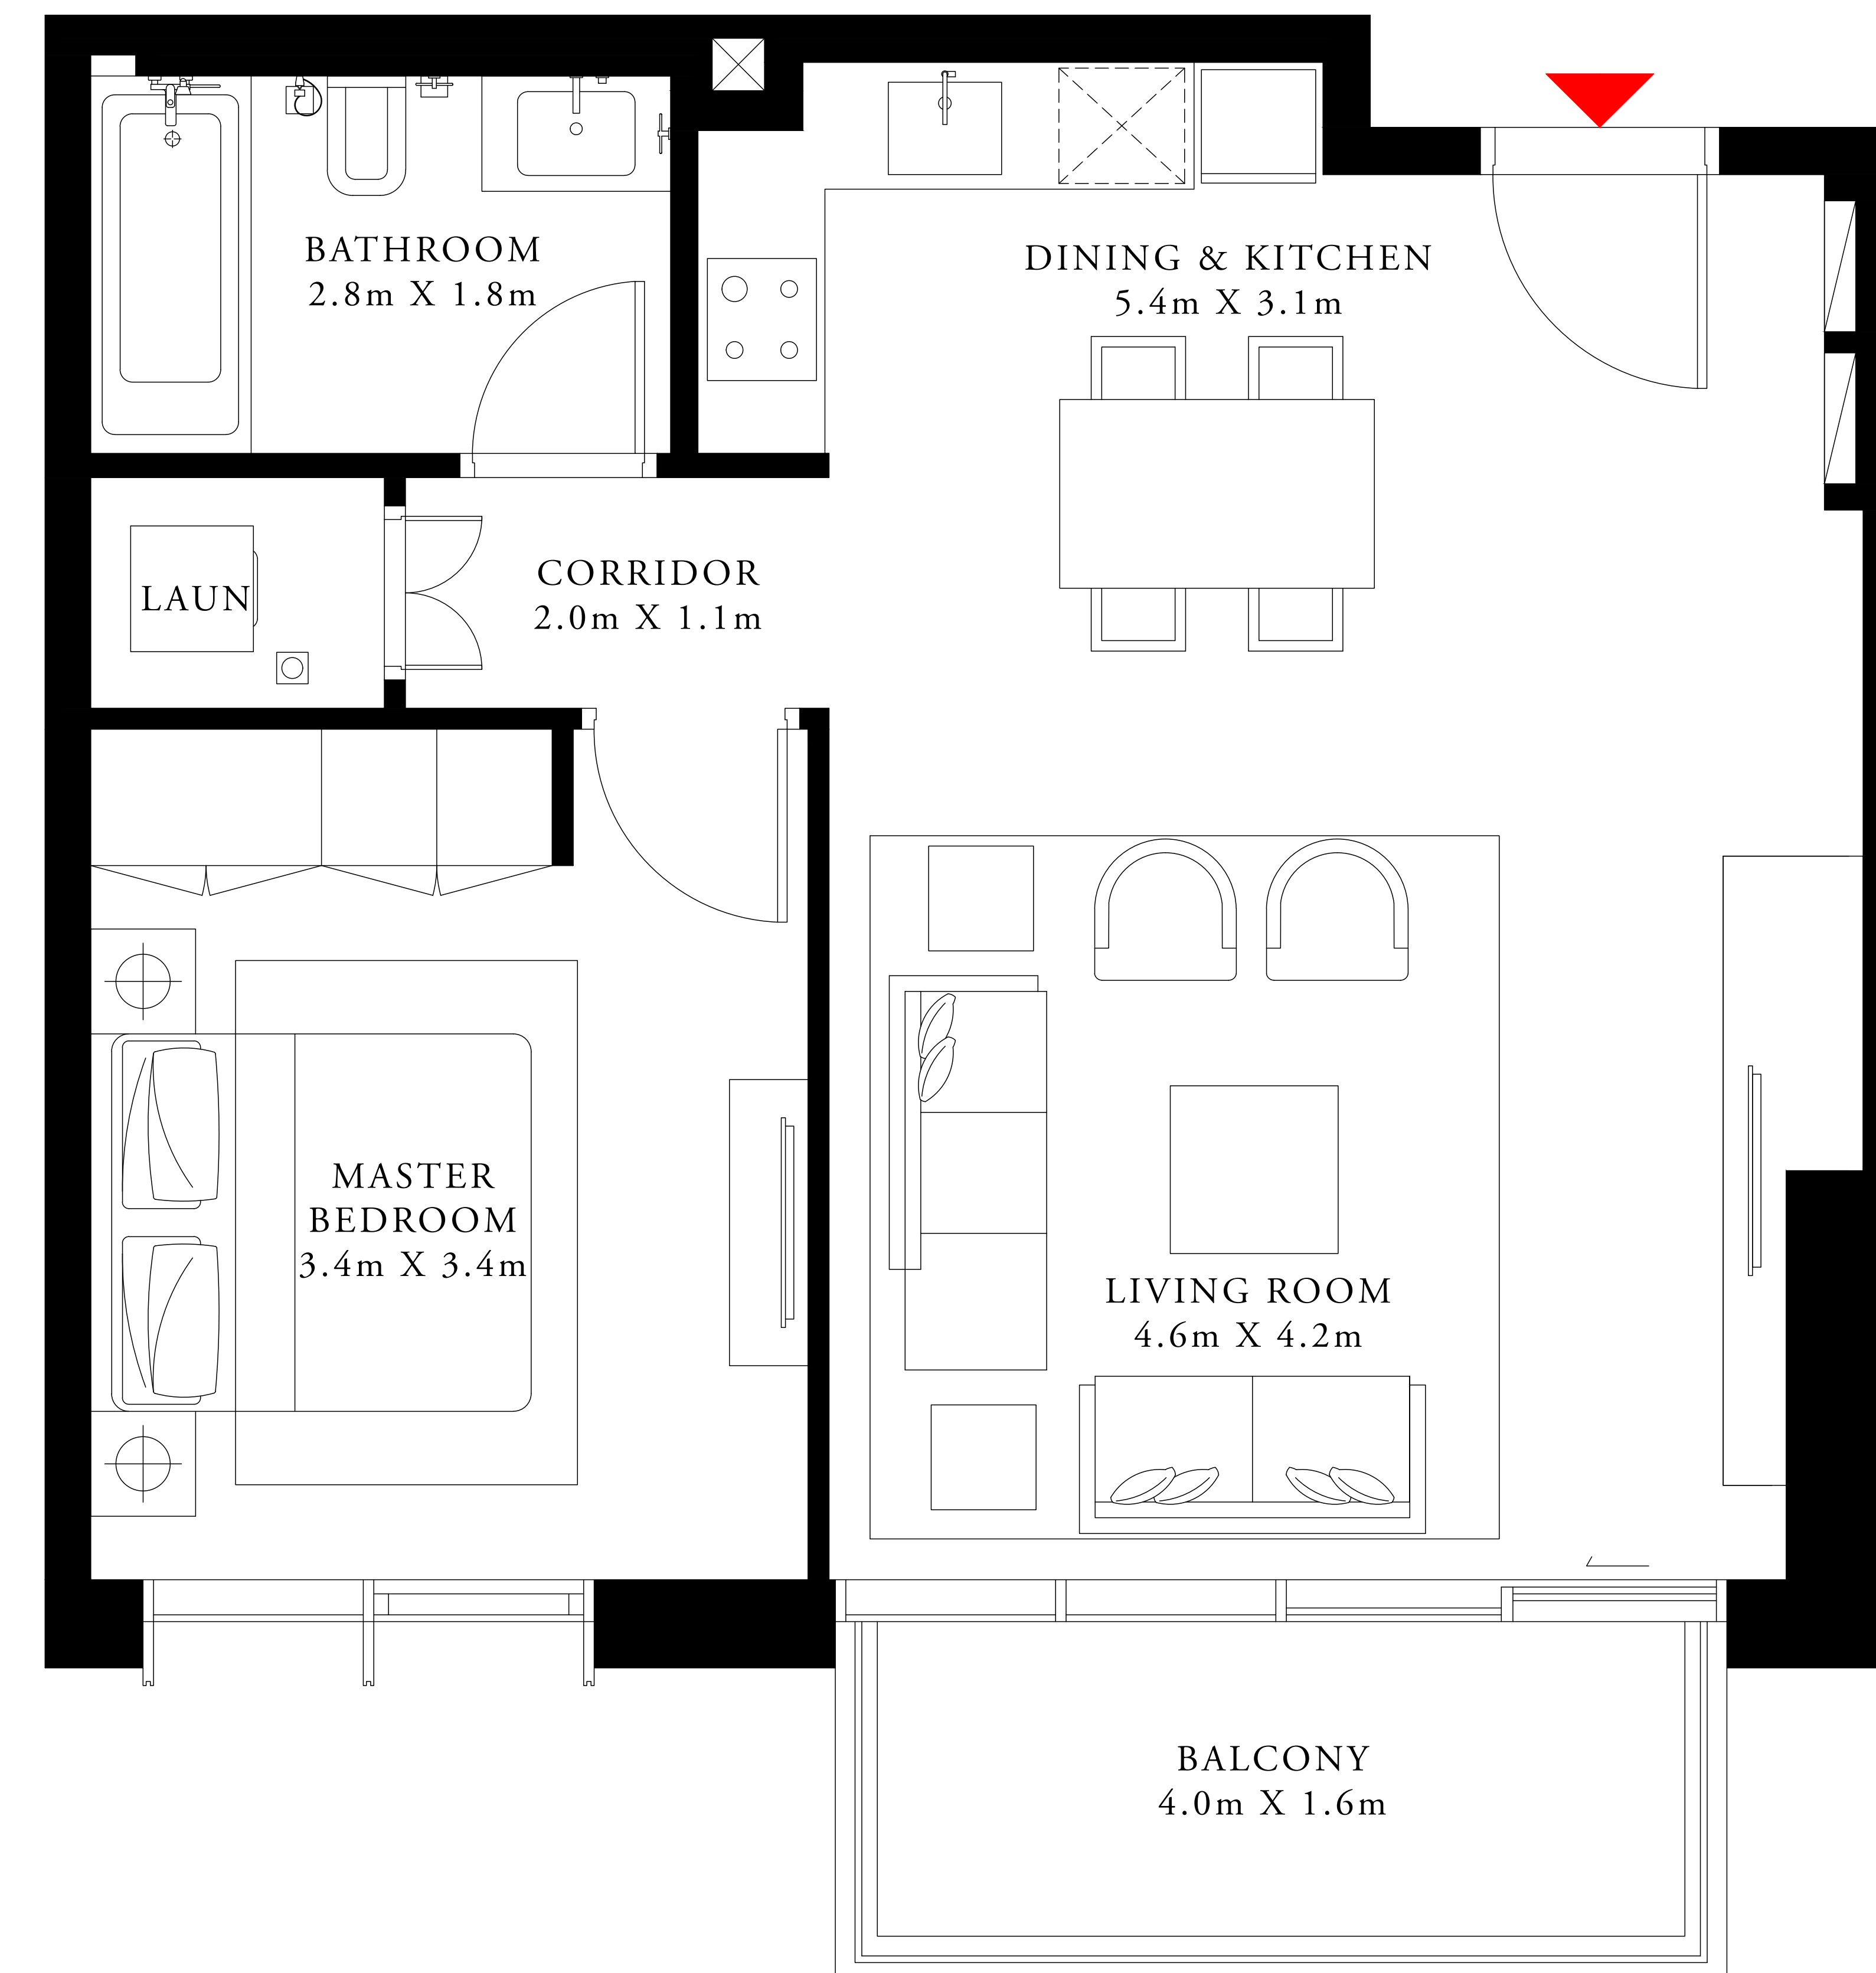 BATHROOM
2.8m X 1.8m
DINING & KITCHEN
5.4m X 3.1m
CORRIDOR
2.0m X 1.1m
LAUN
MASTER
BEDROOM
3.4m X 3.4m
LIVING ROOM
4.6m X 4.2m
BALCONY
4.0m X 1.6m